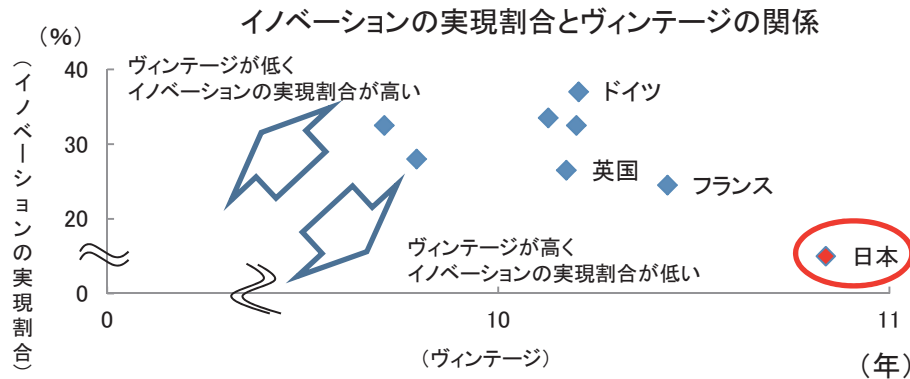 イノベーションの実現割合とヴィンテージの関係
（%）
（イノベーションの実現割合）
40
30
20
0
ヴィンテージが低く
イノベーションの実現割合が高い
ドイツ
英国
フランス
日本
ヴィンテージが高く
イノベーションの実現割合が低い
0
10
11
（ヴィンテージ）
（年）